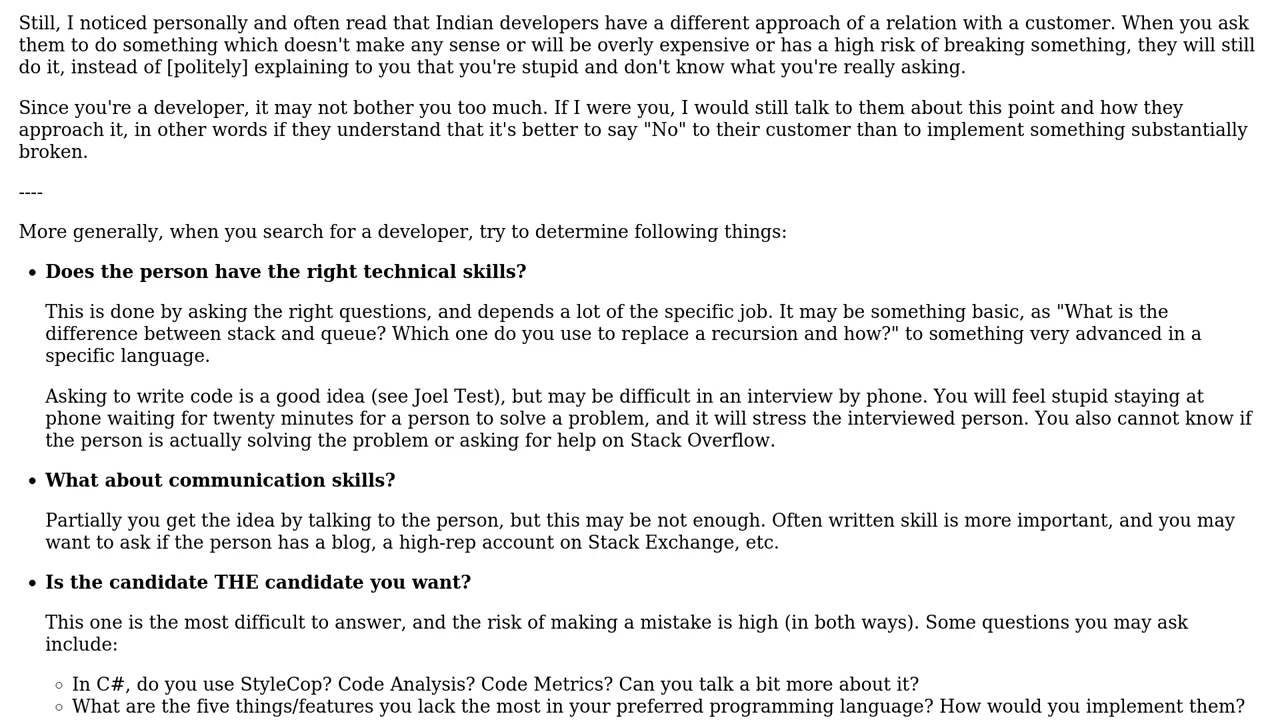 Still, I noticed personally and often read that Indian developers have a different approach of a relation with a customer. When you ask
them to do something which doesn't make any sense or will be overly expensive or has a high risk of breaking something, they will still
do it, instead of [politely] explaining to you that you're stupid and don't know what you're really asking.
Since you're a developer, it may not bother you too much. If I were you, I would still talk to them about this point and how they
approach it, in other words if they understand that it's better to say "No" to their customer than to implement something substantially
broken.
----
More generally, when you search for a developer, try to determine following things:
• Does the person have the right technical skills?
This is done by asking the right questions, and depends a lot of the specific job. It may be something basic, as "What is the
difference between stack and queue? Which one do you use to replace a recursion and how?" to something very advanced in a
specific language.
Asking to write code is a good idea (see Joel Test), but may be difficult in an interview by phone. You will feel stupid staying at
phone waiting for twenty minutes for a person to solve a problem, and it will stress the interviewed person. You also cannot know if
the person is actually solving the problem or asking for help on Stack Overflow.
• What about communication skills?
Partially you get the idea by talking to the person, but this may be not enough. Often written skill is more important, and you may
want to ask if the person has a blog, a high-rep account on Stack Exchange, etc.
• Is the candidate THE candidate you want?
This one is the most difficult to answer, and the risk of making a mistake is high (in both ways). Some questions you may ask
include:
◦ In C#, do you use StyleCop? Code Analysis? Code Metrics? Can you talk a bit more about it?
◦ What are the five things/features you lack the most in your preferred programming language? How would you implement them?